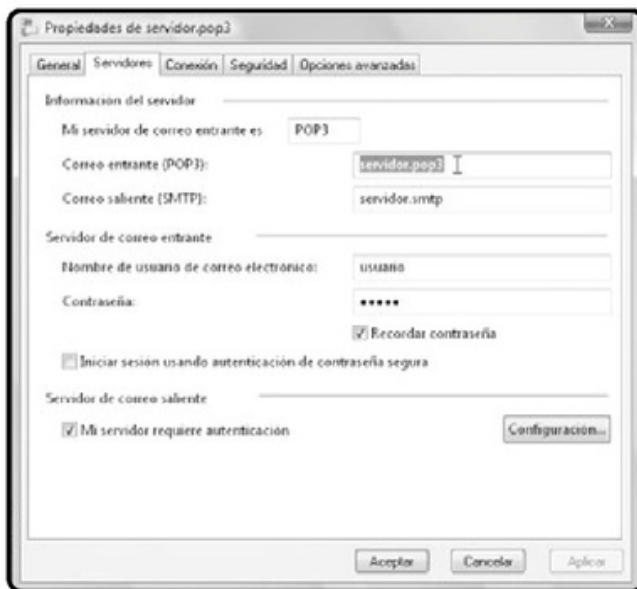 Propiedades de servidor.pop3
General Servidores Conexión Seguridad Opciones avanzadas
Información del servidor
Mi servidor de correo entrante es POP3
Correo entrante (POP3): servidor.pop3
Correo saliente (SMTP): servidor.smtp
Servidor de correo entrante
Nombre de usuario de correo electrónico: usuario
Contraseña: •••••
Recordar contraseña
Iniciar sesión usando autenticación de contraseña segura
Servidor de correo saliente
Mi servidor requiere autenticación Configuración...
Aceptar Cancelar Aplicar